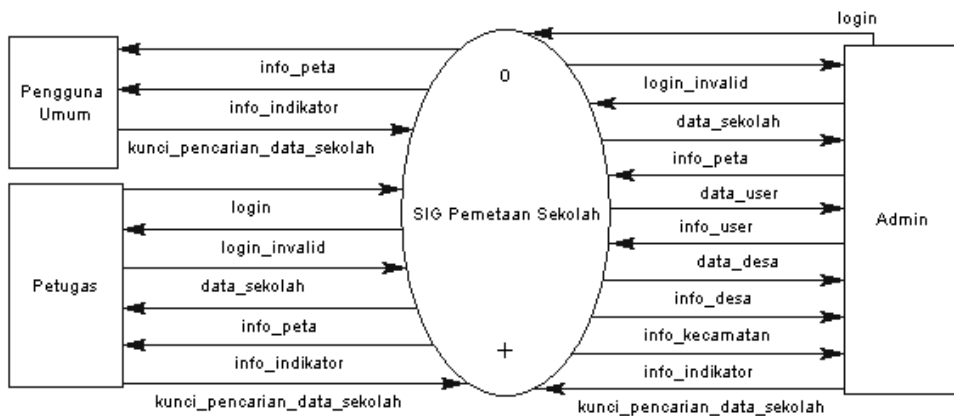 login
info_peta
Pengguna
Umum
info_indikator
kunci_pencarian_data_sekolah
login
login_invalid
Petugas
data_sekolah
info_peta
info_indikator
kunci_pencarian_data_sekolah
0
SIG Pemetaan Sekolah
+
login_invalid
data_sekolah
info_peta
data_user
Admin
info_user
data_desa
info_desa
info_kecamatan
info_indikator
kunci_pencarian_data_sekolah